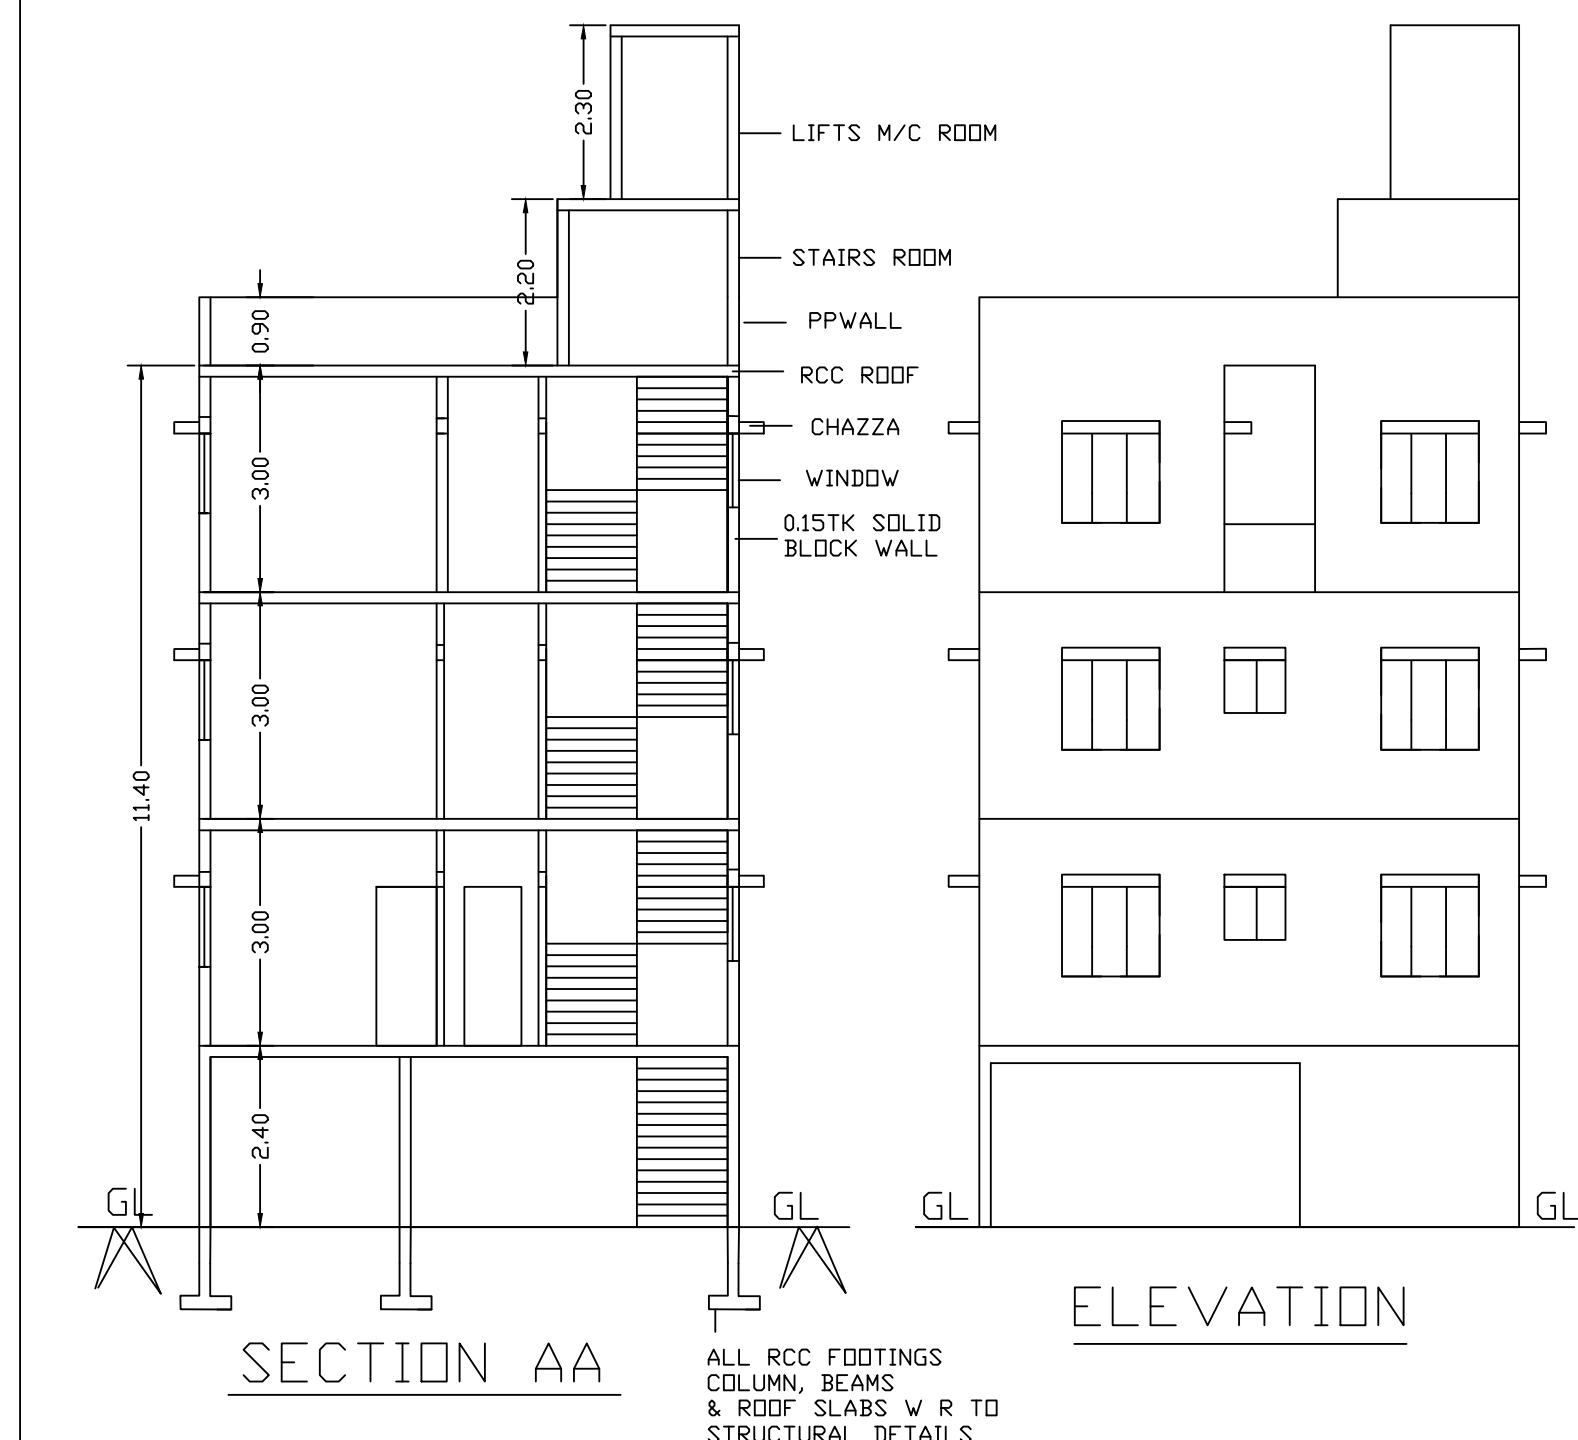 2.30
LIFTS M/C ROOM
2.20
STAIRS ROOM
0.90
PPWALL
RCC ROOF
CHAZZA
3.00
WINDOW
0.15TK SOLID
BLOCK WALL
3.00
11.40
3.00
2.40
GL
GL
GL
GL
SECTION AA
ELEVATION
ALL RCC FOOTINGS
COLUMN, BEAMS
& ROOF SLABS W R TO
STRUCTURAL DETAILS